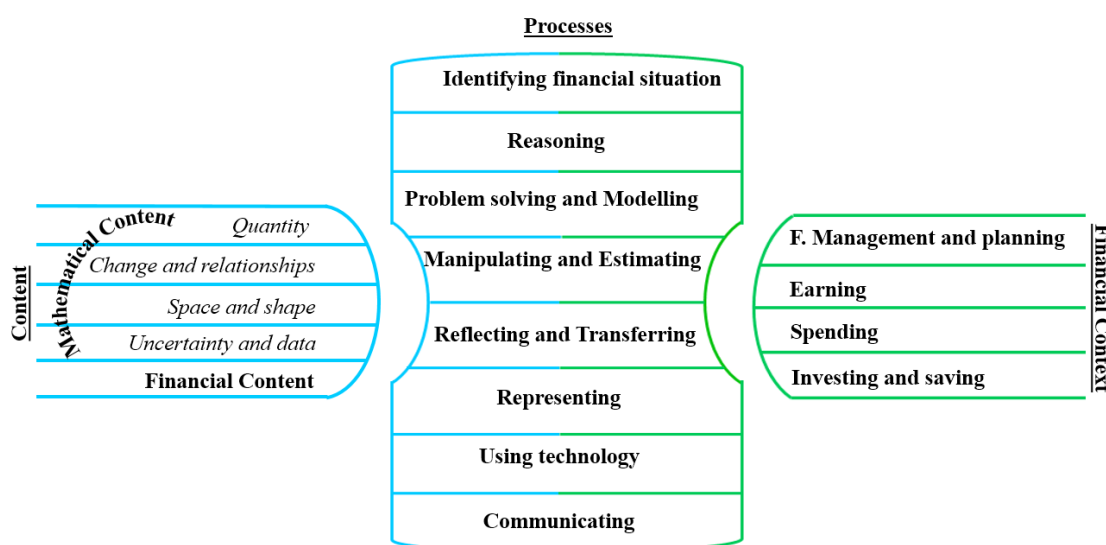 Processes
Identifying financial situation
Reasoning
Problem solving and Modelling
Manipulating and Estimating
Reflecting and Transferring
Representing
Using technology
Communicating
Content
Mathematical Content
Quantity
Change and relationships
Space and shape
Uncertainty and data
Financial Content
F. Management and planning
Earning
Spending
Investing and saving
Financial Context